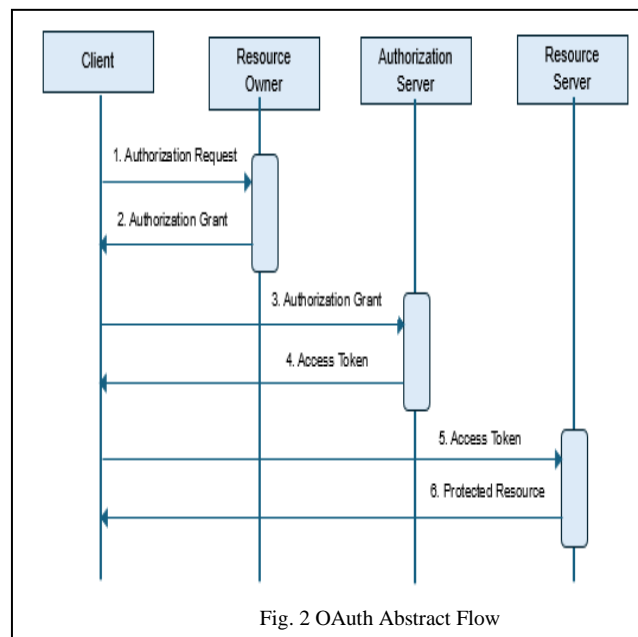 Client
Resource
Owner
Authorization
Server
Resource
Server
1. Authorization Request
2. Authorization Grant
3. Authorization Grant
4. Access Token
5. Access Token
6. Protected Resource
Fig. 2 OAuth Abstract Flow